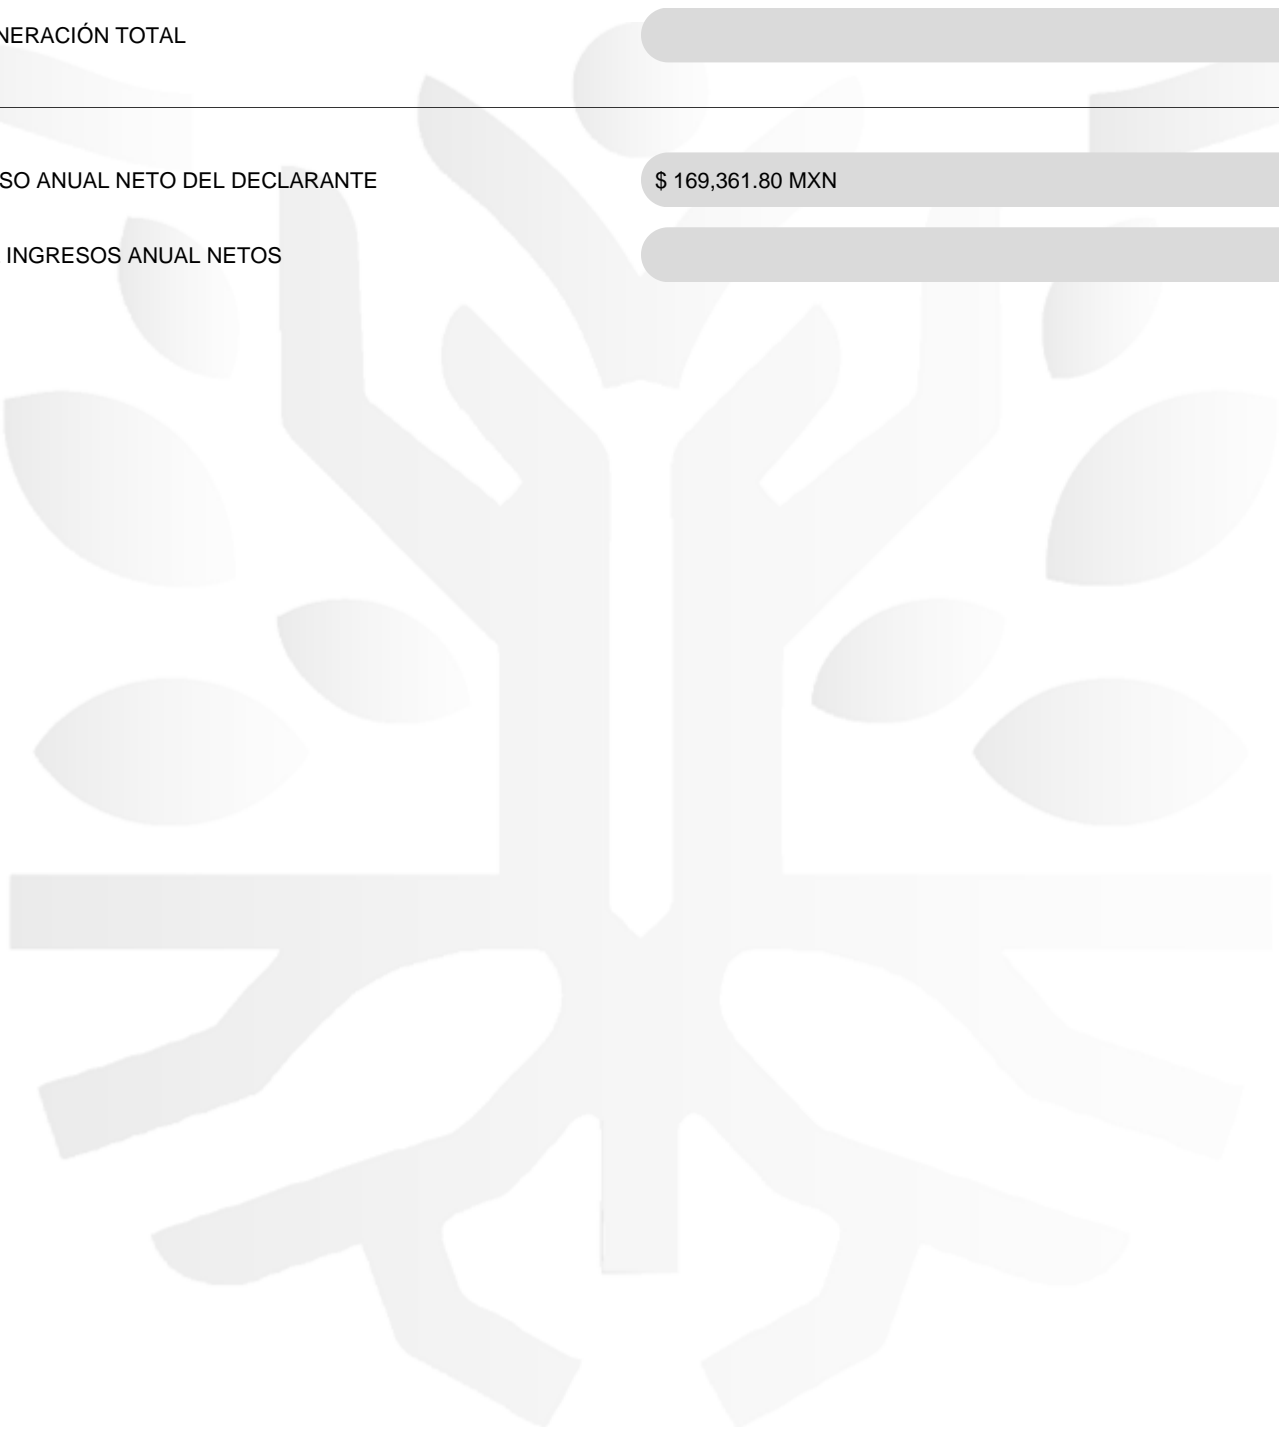 NERACIÓN TOTAL
SO ANUAL NETO DEL DECLARANTE $ 169,361.80 MXN
INGRESOS ANUAL NETOS